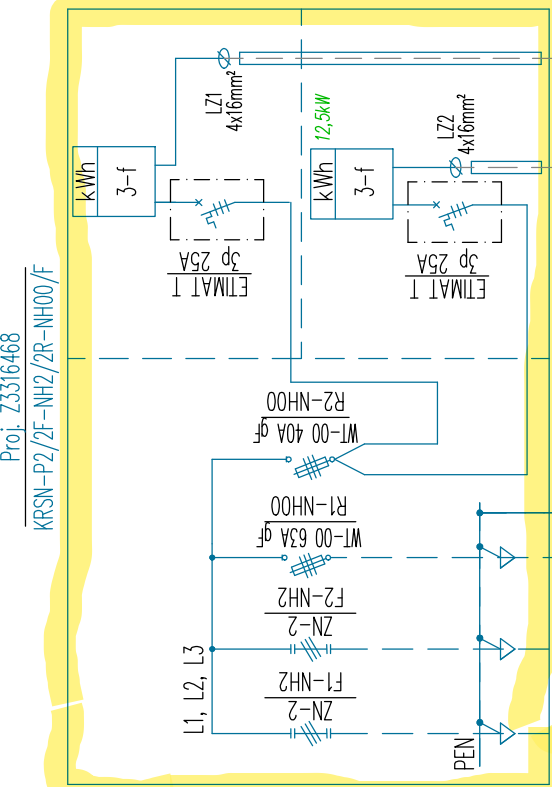 Proj. Z3316468
KRSN-P2/2F-NH2/2R-NH00/F
kWh
3-f
LZ1
4x16mm²
ETIMAT T
3p 25A
12,5kW
kWh
3-f
LZ2
4x16mm²
ETIMAT T
3p 25A
R2-NH00
WT-00 40A gF
R1-NH00
WT-00 63A gF
F2-NH2
ZN-2
F1-NH2
ZN-2
L1, L2, L3
PEN